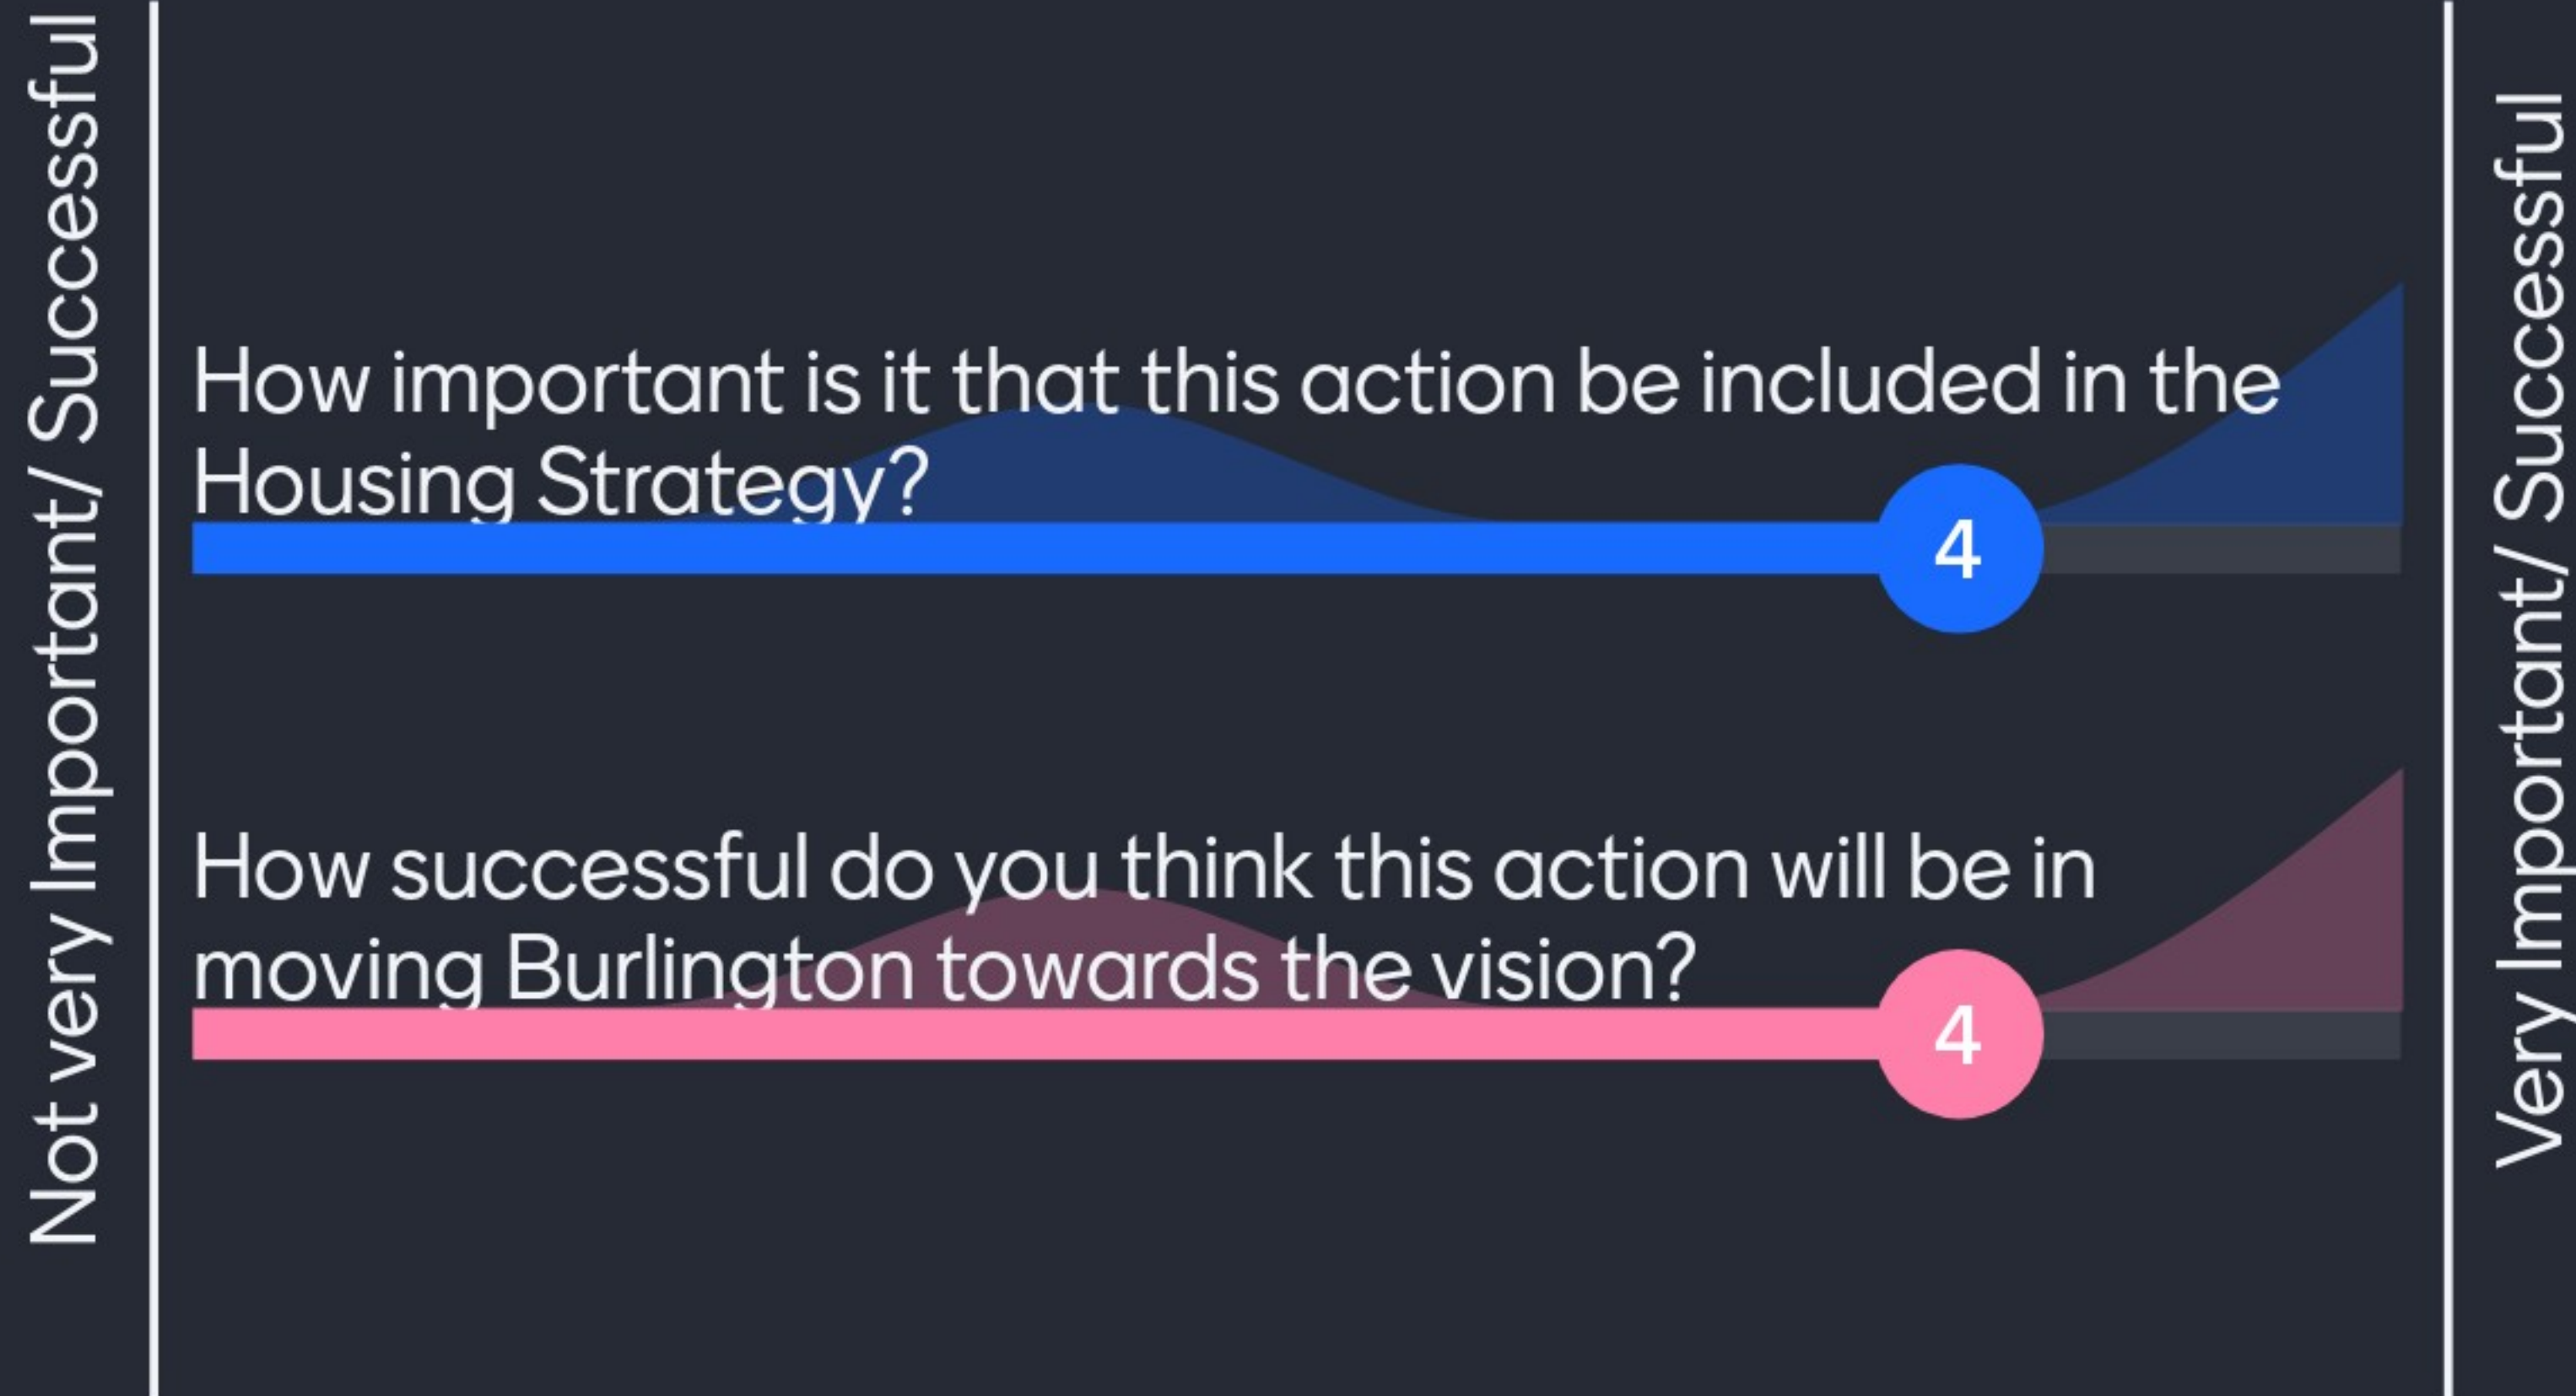 Not very Important/ Successful
How important is it that this action be included in the
Housing Strategy?
4
How successful do you think this action will be in
moving Burlington towards the vision?
4
Very Important/ Successful